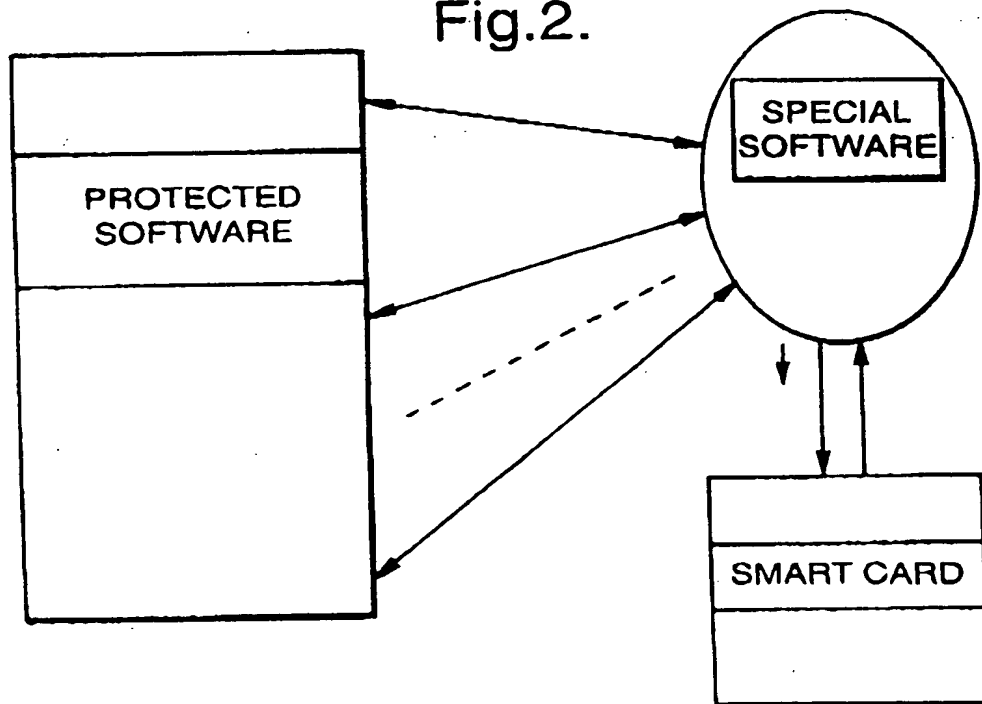 Fig.2.
PROTECTED
SOFTWARE
SPECIAL
SOFTWARE
SMART CARD